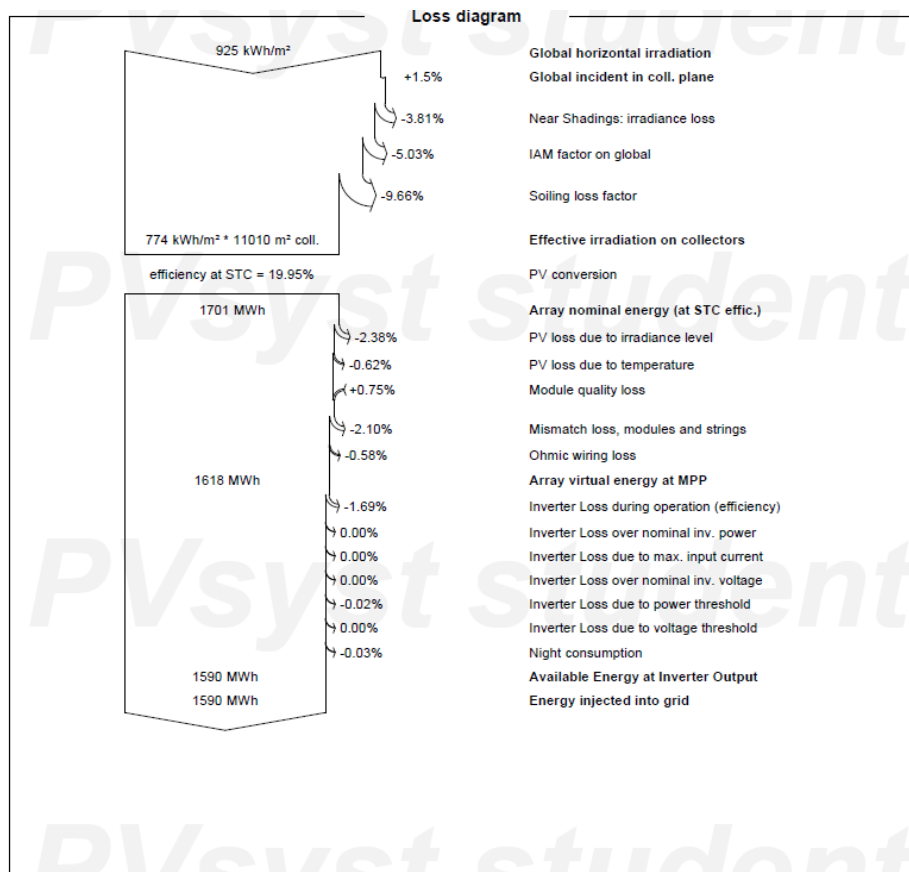 Loss diagram
925 kWh/m² Global horizontal irradiation
+1.5% Global incident in coll. plane
-3.81% Near Shadings: irradiance loss
-5.03% IAM factor on global
-9.66% Soiling loss factor
774 kWh/m² * 11010 m² coll. Effective irradiation on collectors
efficiency at STC = 19.95% PV conversion
1701 MWh Array nominal energy (at STC effic.)
-2.38% PV loss due to irradiance level
-0.62% PV loss due to temperature
+0.75% Module quality loss
-2.10% Mismatch loss, modules and strings
-0.58% Ohmic wiring loss
1618 MWh Array virtual energy at MPP
-1.69% Inverter Loss during operation (efficiency)
0.00% Inverter Loss over nominal inv. power
0.00% Inverter Loss due to max. input current
0.00% Inverter Loss over nominal inv. voltage
-0.02% Inverter Loss due to power threshold
0.00% Inverter Loss due to voltage threshold
-0.03% Night consumption
1590 MWh Available Energy at Inverter Output
1590 MWh Energy injected into grid
PVsyst student
PVsyst student
PVsyst student
PVsyst student